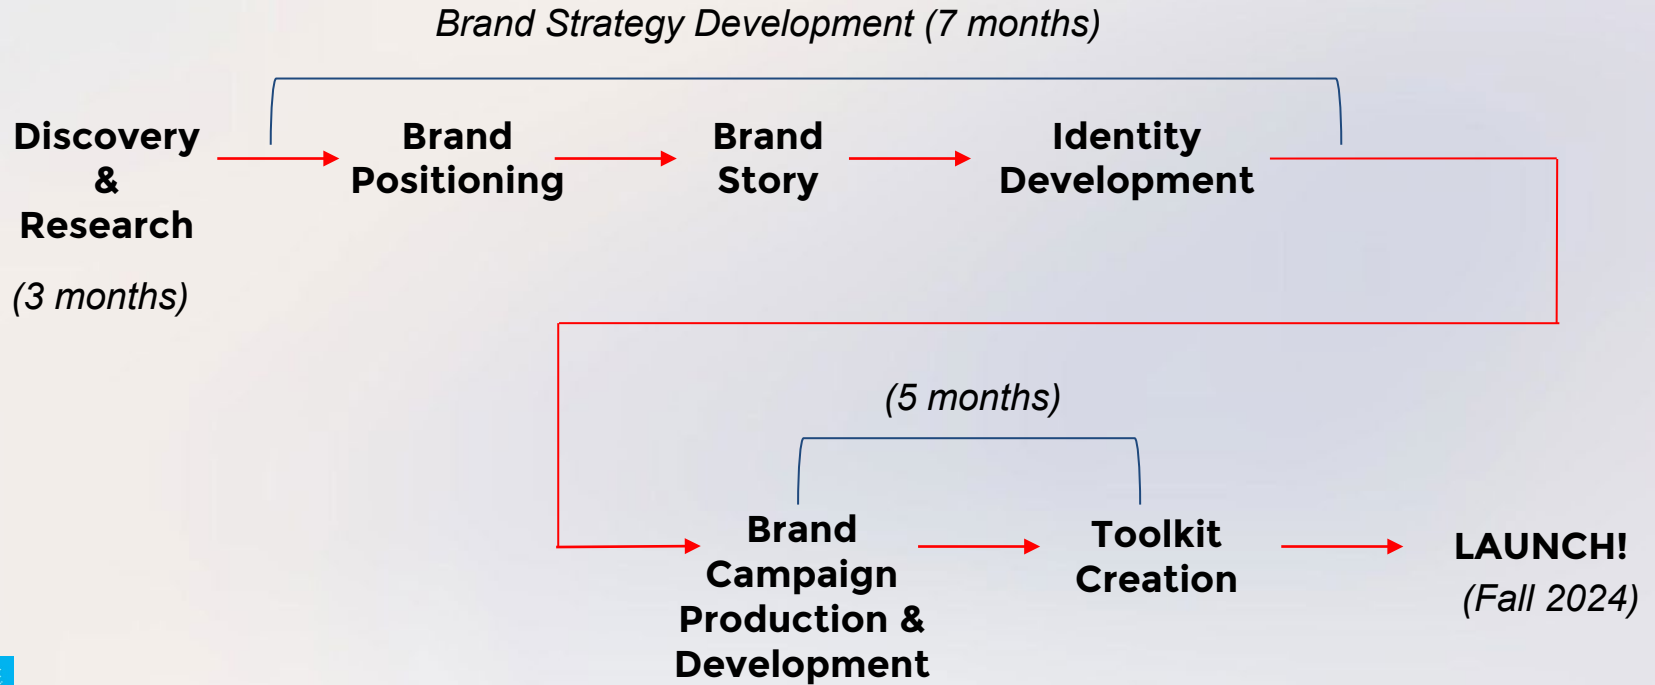 Brand Strategy Development (7 months)
Discovery
&
Research
(3 months)
Brand
Positioning
Brand
Story
Identity
Development
(5 months)
Brand
Campaign
Production &
Development
Toolkit
Creation
LAUNCH!
(Fall 2024)